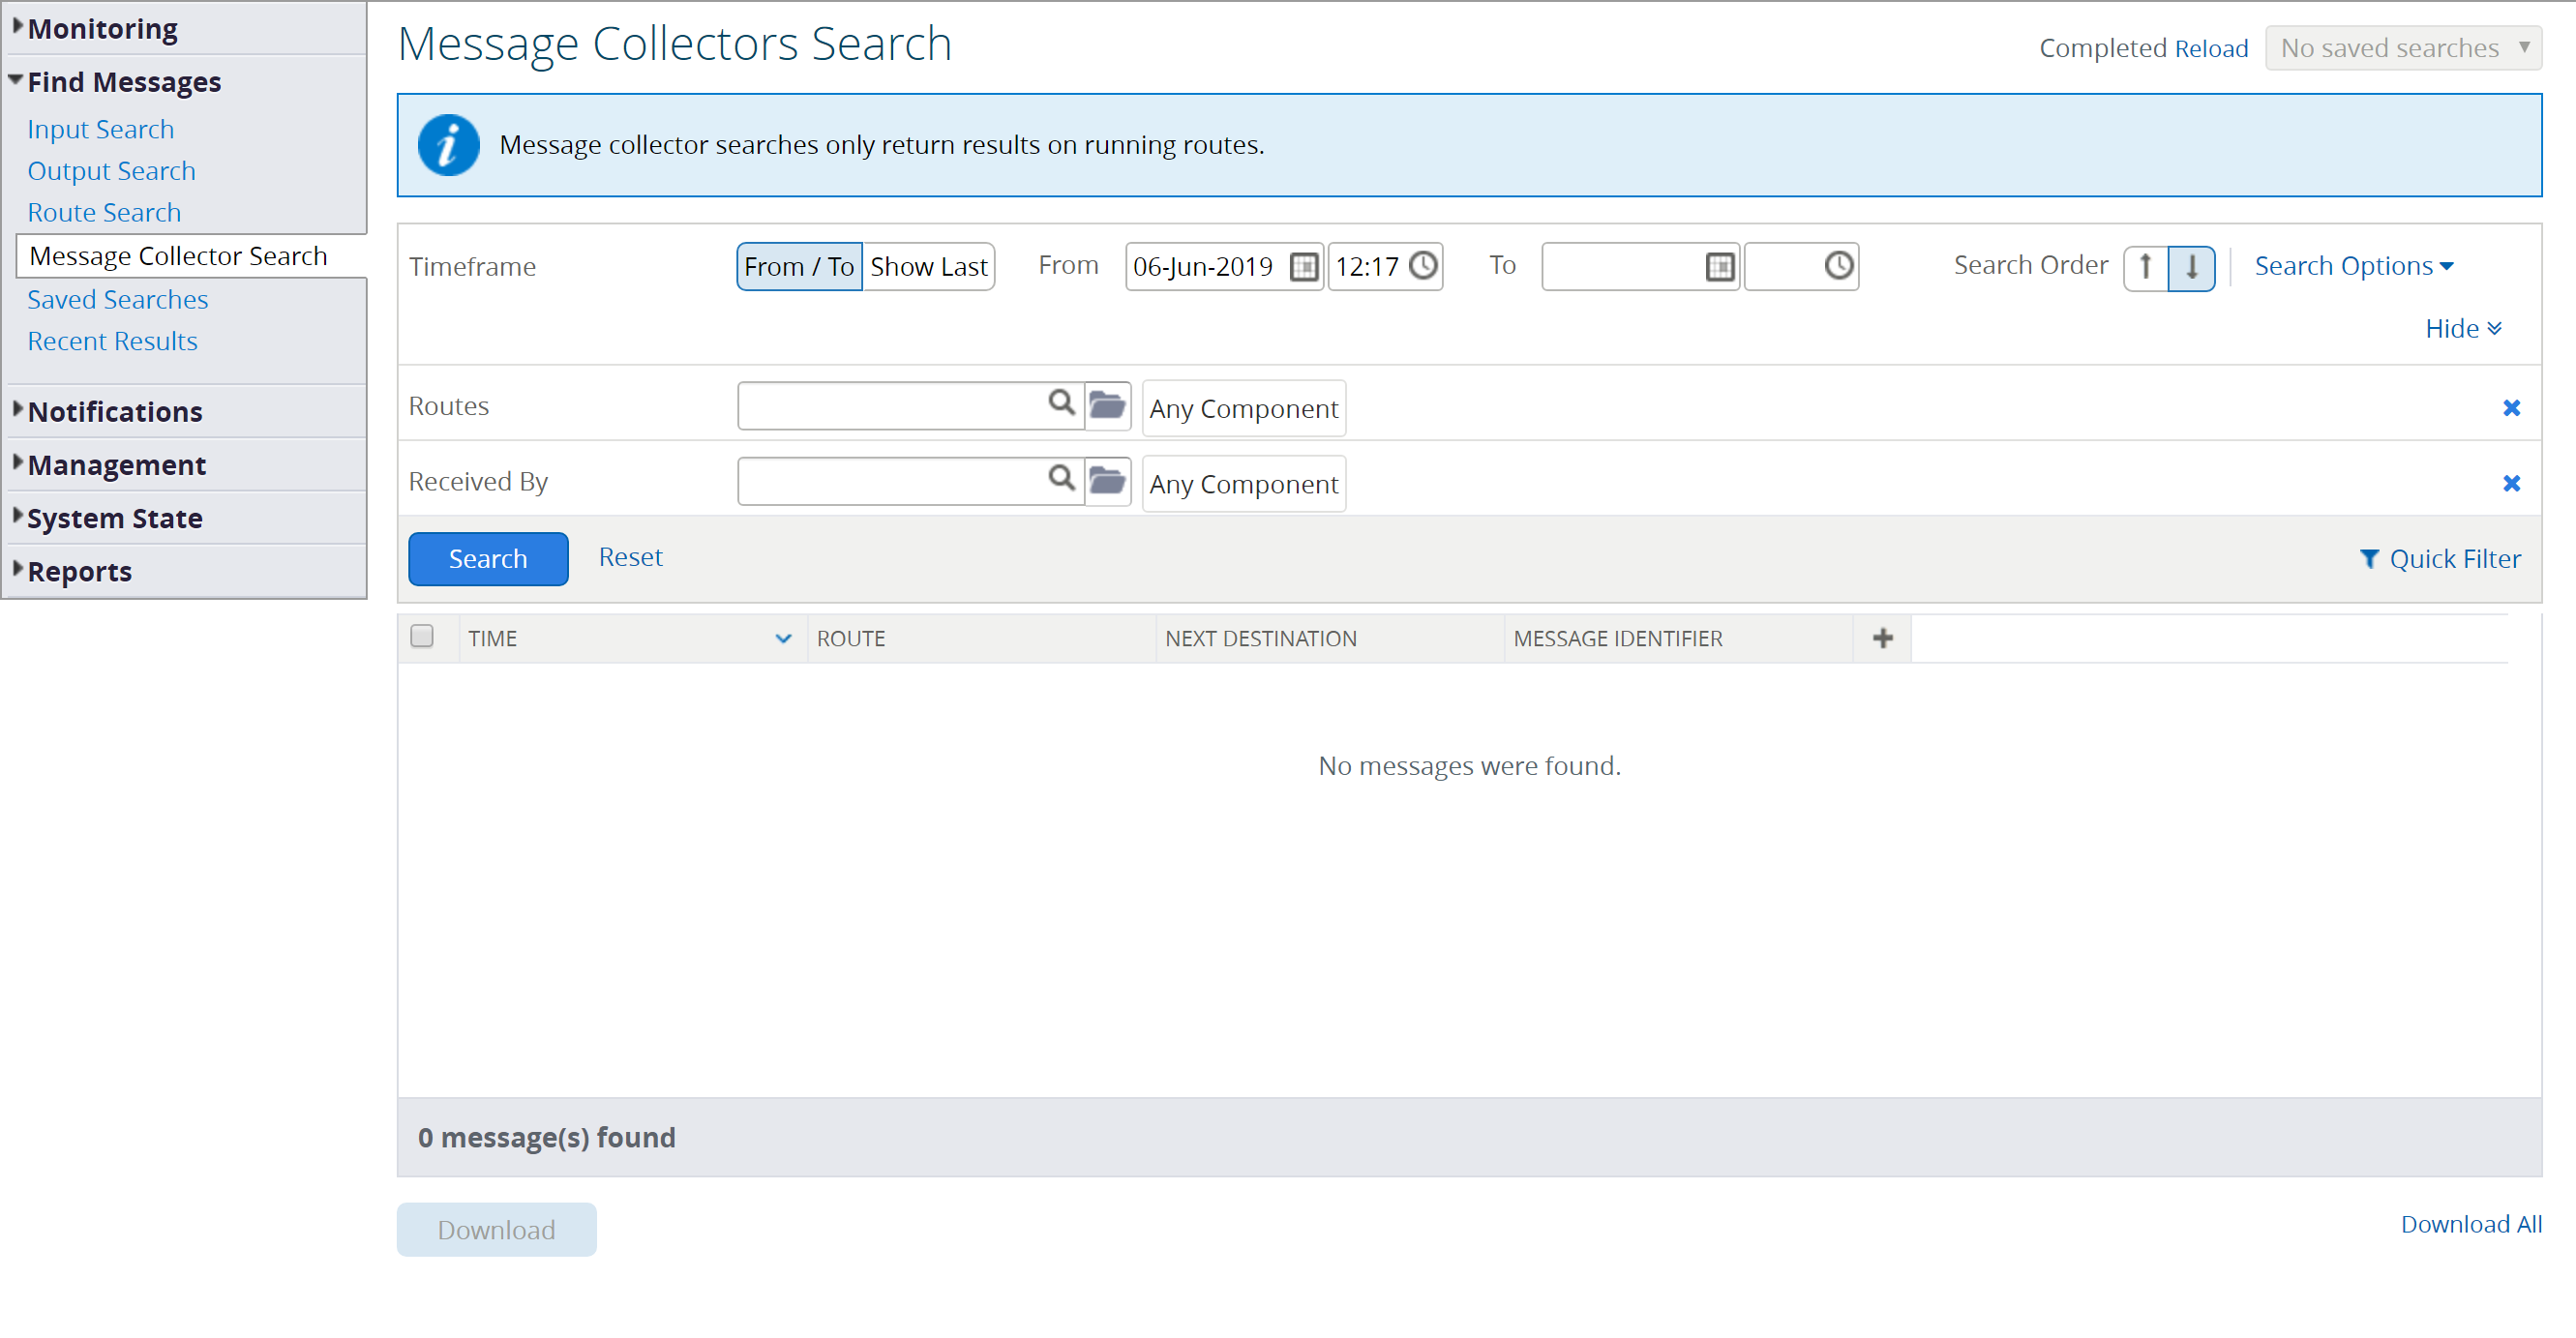 Monitoring
Find Messages
Input Search
Output Search
Route Search
Message Collector Search
Saved Searches
Recent Results
Notifications
Management
System State
Reports
Message Collectors Search
Completed Reload No saved searches
Message collector searches only return results on running routes.
Timeframe From / To Show Last From 06-Jun-2019 12:17 To Search Order Search Options
Hide
Routes Any Component
Received By Any Component
Search Reset Quick Filter
TIME ROUTE NEXT DESTINATION MESSAGE IDENTIFIER
No messages were found.
0 message(s) found
Download Download All